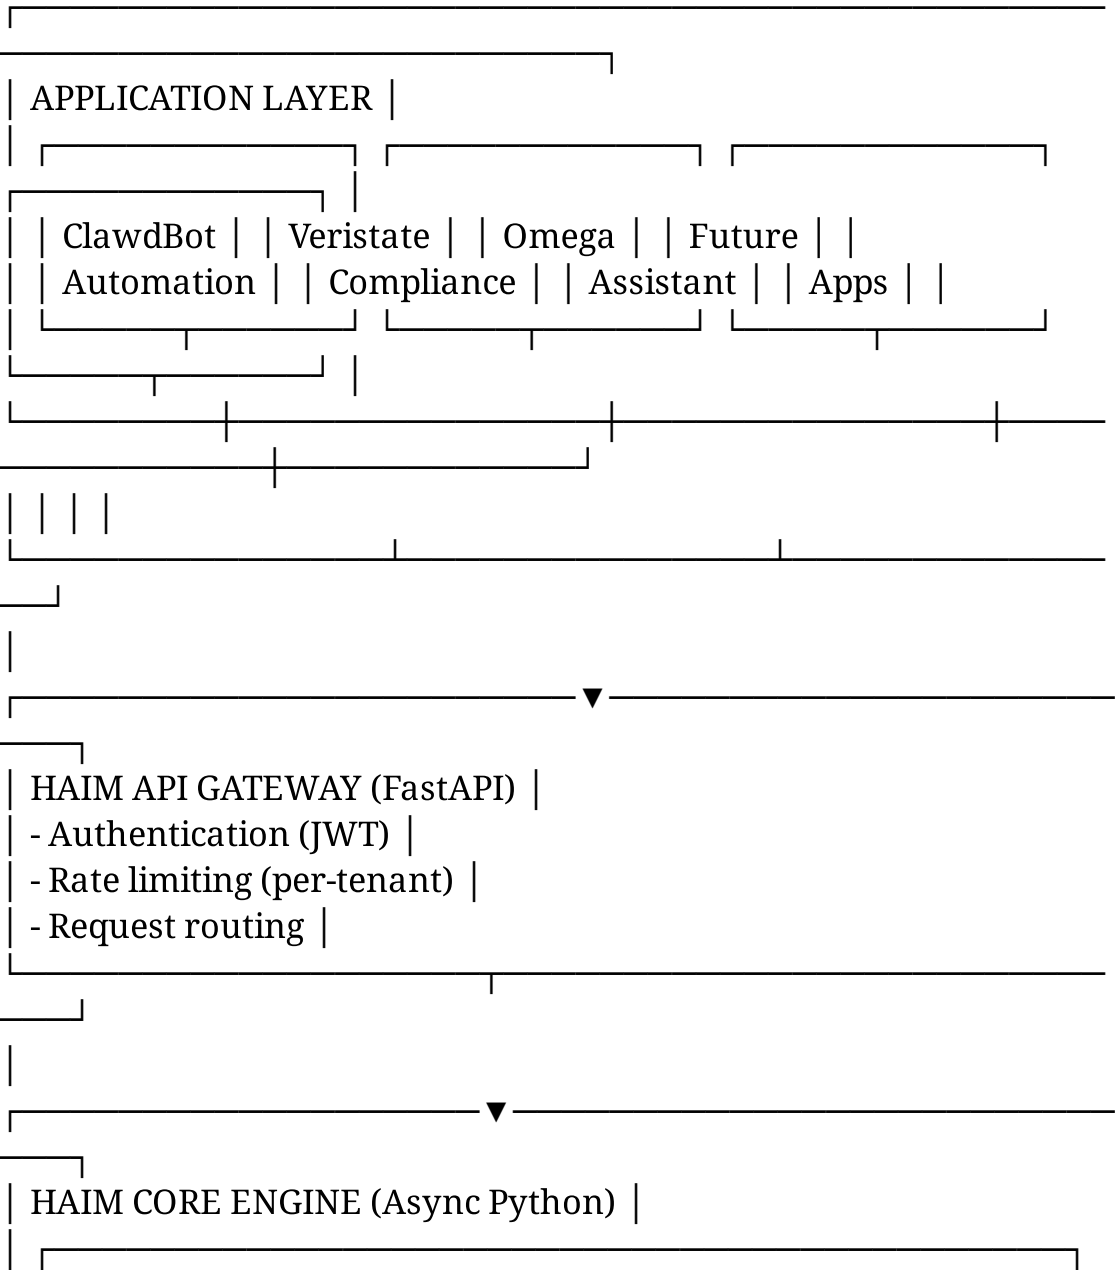 │ APPLICATION LAYER │
│ │ ClawdBot │ │ Veristate │ │ Omega │ │ Future │ │
│ │ Automation │ │ Compliance │ │ Assistant │ │ Apps │ │
│ │ │ │
▼
│ HAIM API GATEWAY (FastAPI) │
│ - Authentication (JWT) │
│ - Rate limiting (per-tenant) │
│ - Request routing │
▼
│ HAIM CORE ENGINE (Async Python) │